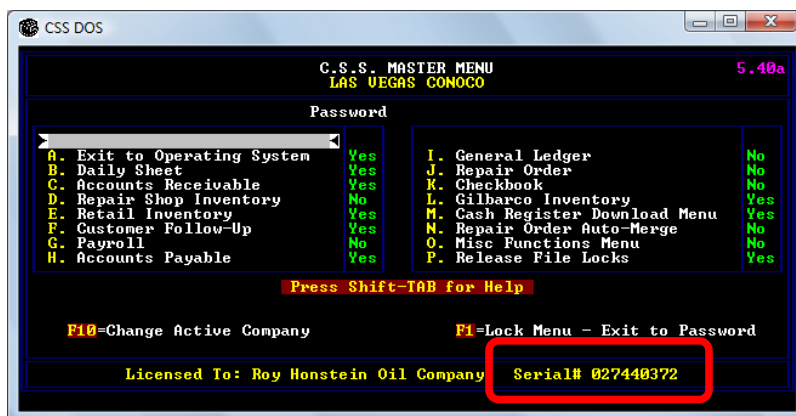 CSS DOS
C.S.S. MASTER MENU 5.40a
LAS VEGAS CONOCO
Password
A. Exit to Operating System Yes
B. Daily Sheet Yes
C. Accounts Receivable Yes
D. Repair Shop Inventory No
E. Retail Inventory Yes
F. Customer Follow-Up Yes
G. Payroll No
H. Accounts Payable Yes
I. General Ledger No
J. Repair Order No
K. Checkbook No
L. Gilbarco Inventory Yes
M. Cash Register Download Menu Yes
N. Repair Order Auto-Merge No
O. Misc Functions Menu No
P. Release File Locks Yes
Press Shift-TAB for Help
F10=Change Active Company F1=Lock Menu - Exit to Password
Licensed To: Roy Honstein Oil Company Serial# 027440372